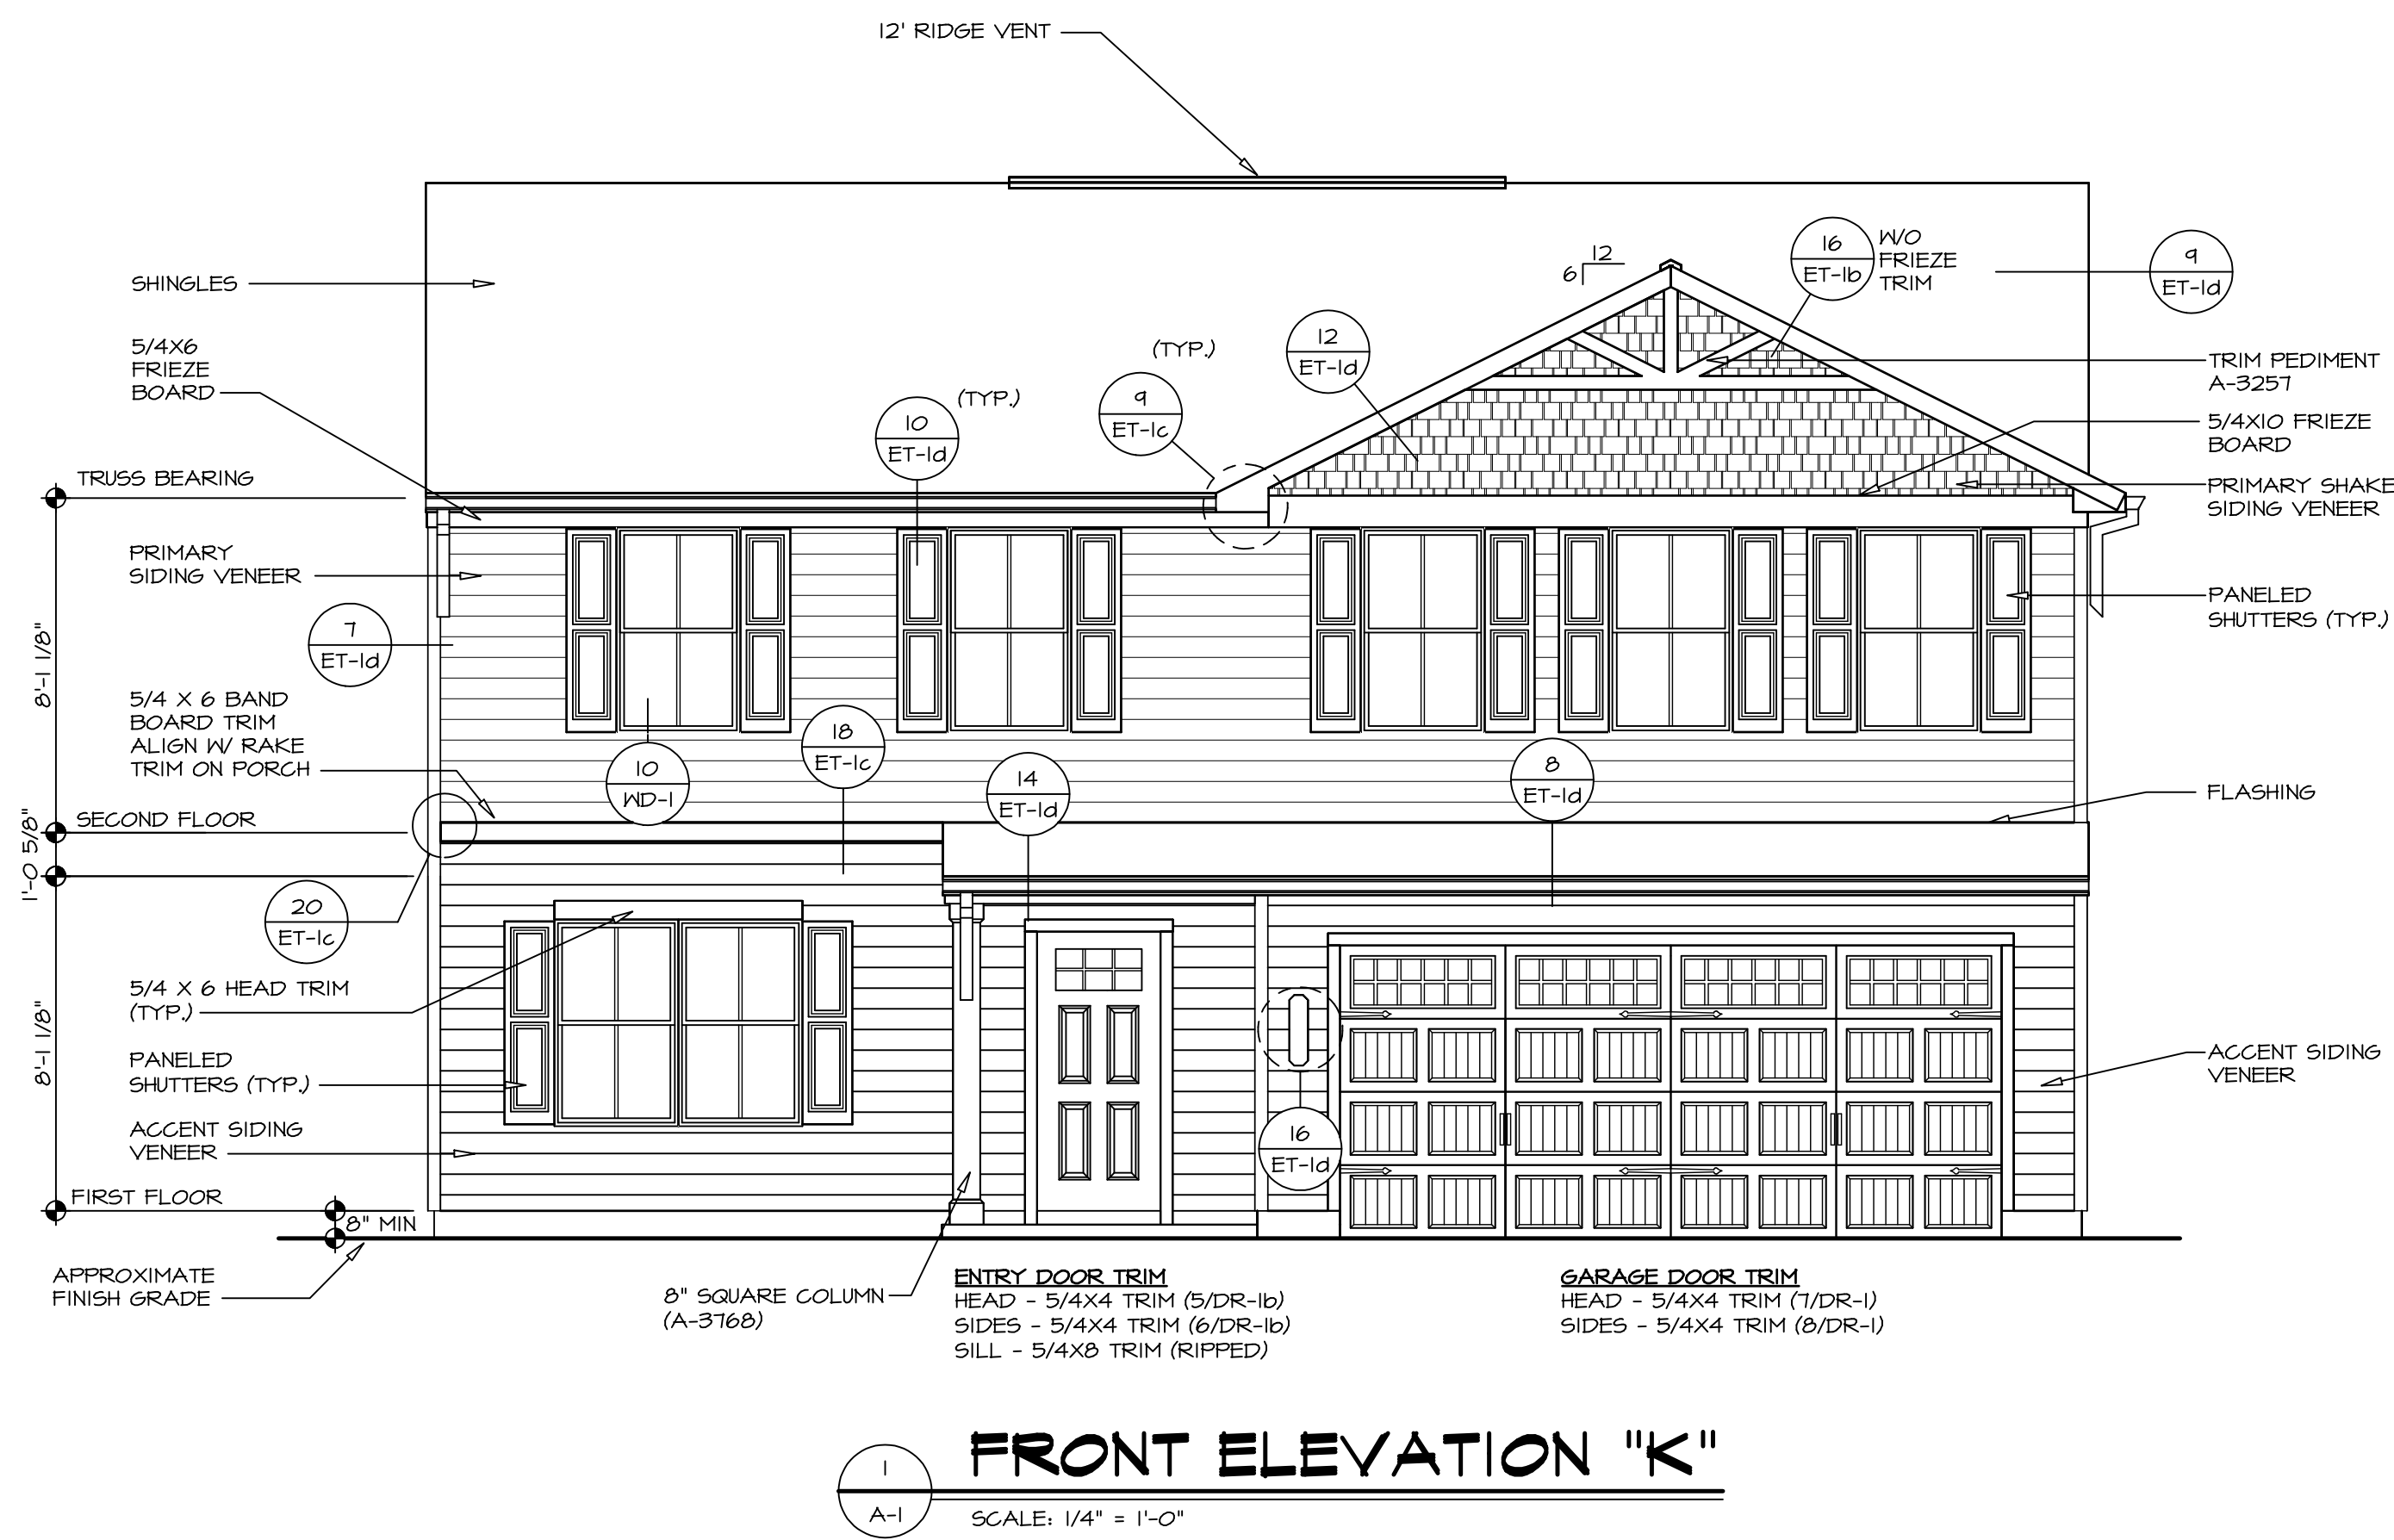 12' RIDGE VENT
SHINGLES
5/4X6
FRIEZE
BOARD
TRUSS BEARING
PRIMARY
SIDING VENEER
7
ET-1d
8'-1 1/8"
5/4 X 6 BAND
BOARD TRIM
ALIGN W/ RAKE
TRIM ON PORCH
SECOND FLOOR
1'-0 5/8"
20
ET-1c
5/4 X 6 HEAD TRIM
(TYP.)
8'-1 1/8"
PANELED
SHUTTERS (TYP.)
ACCENT SIDING
VENEER
FIRST FLOOR
8" MIN
APPROXIMATE
FINISH GRADE
10
ET-1d
(TYP.)
(TYP.)
9
ET-1c
12
ET-1d
12
6
16
ET-1b
W/O
FRIEZE
TRIM
9
ET-1d
TRIM PEDIMENT
A-3257
5/4X10 FRIEZE
BOARD
PRIMARY SHAKE
SIDING VENEER
PANELED
SHUTTERS (TYP.)
10
WD-1
18
ET-1c
14
ET-1d
8
ET-1d
FLASHING
16
ET-1d
ACCENT SIDING
VENEER
8" SQUARE COLUMN
(A-3768)
ENTRY DOOR TRIM
HEAD - 5/4X4 TRIM (5/DR-1b)
SIDES - 5/4X4 TRIM (6/DR-1b)
SILL - 5/4X8 TRIM (RIPPED)
GARAGE DOOR TRIM
HEAD - 5/4X4 TRIM (7/DR-1)
SIDES - 5/4X4 TRIM (8/DR-1)
1
A-1
FRONT ELEVATION "K"
SCALE: 1/4" = 1'-0"